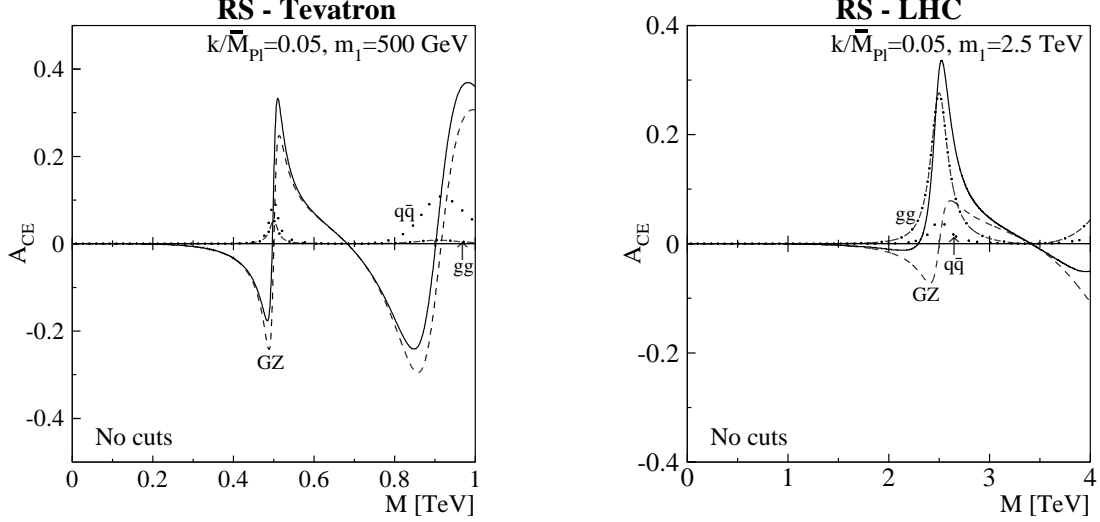 RS - Tevatron
k/M̅Pl=0.05, m1=500 GeV
0.4
0.2
0
-0.2
-0.4
ACE
qq̄
gg
GZ
No cuts
0
0.2
0.4
0.6
0.8
1
M [TeV]
RS - LHC
k/M̅Pl=0.05, m1=2.5 TeV
0.4
0.2
0
-0.2
-0.4
ACE
gg
qq̄
GZ
No cuts
0
1
2
3
4
M [TeV]